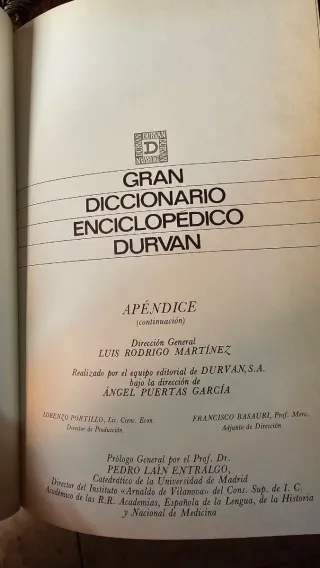 DURVAN
D
GRAN
DICCIONARIO
ENCICLOPEDICO
DURVAN
APÉNDICE
(continuación)
Dirección General
LUIS RODRIGO MARTÍNEZ
Realizado por el equipo editorial de DURVAN, S.A.
bajo la dirección de
ÁNGEL PUERTAS GARCÍA
LORENZO PORTILLO, Lic. Cienc. Econ.
Director de Producción
FRANCISCO BASAURI, Prof. Merc.
Adjunto de Dirección
Prólogo General por el Prof. Dr.
PEDRO LAÍN ENTRALGO,
Catedrático de la Universidad de Madrid
Director del Instituto «Arnaldo de Vilanova» del Cons. Sup. de I. C.
Académico de las R.R. Academias, Española de la Lengua, de la Historia
y Nacional de Medicina